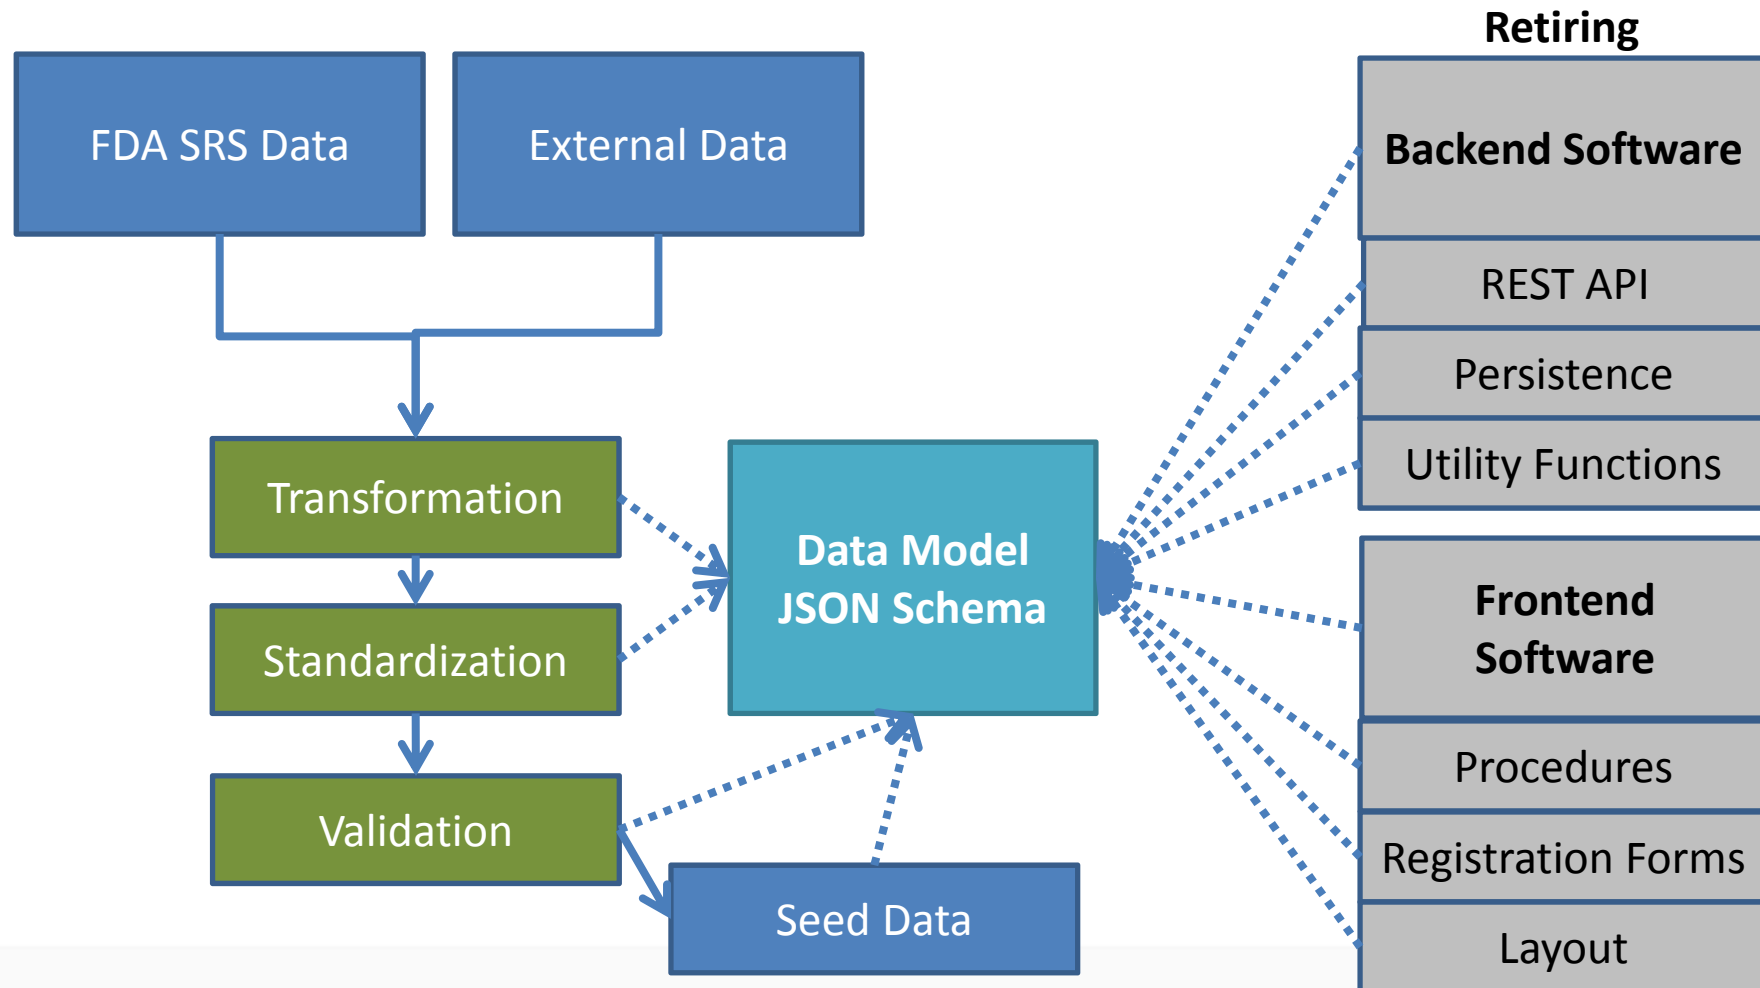 Retiring
FDA SRS Data
External Data
Backend Software
REST API
Persistence
Utility Functions
Transformation
Standardization
Validation
Data Model
JSON Schema
Seed Data
Frontend
Software
Procedures
Registration Forms
Layout